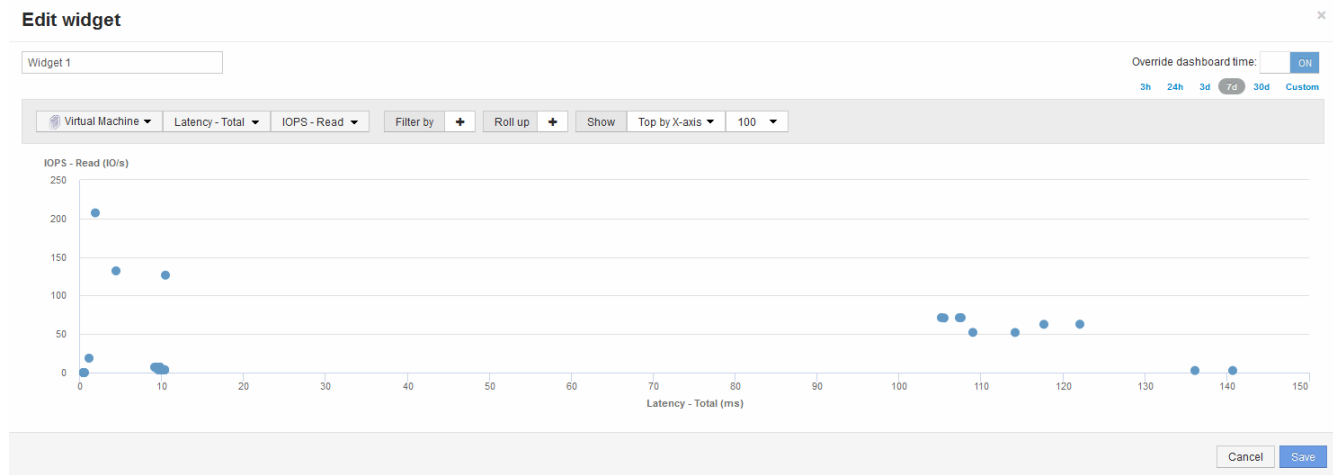 Edit widget
×
Widget 1
Override dashboard time: ON
3h 24h 3d 7d 30d Custom
Virtual Machine Latency - Total IOPS - Read Filter by + Roll up + Show Top by X-axis 100
IOPS - Read (IO/s)
250
200
150
100
50
0
0 10 20 30 40 50 60 70 80 90 100 110 120 130 140 150
Latency - Total (ms)
Cancel Save